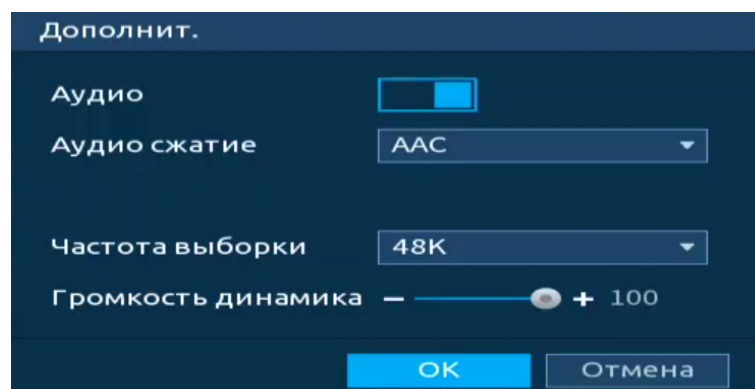 Дополнит.
Аудио
Аудио сжатие AAC
Частота выборки 48K
Громкость динамика − + 100
OK Отмена